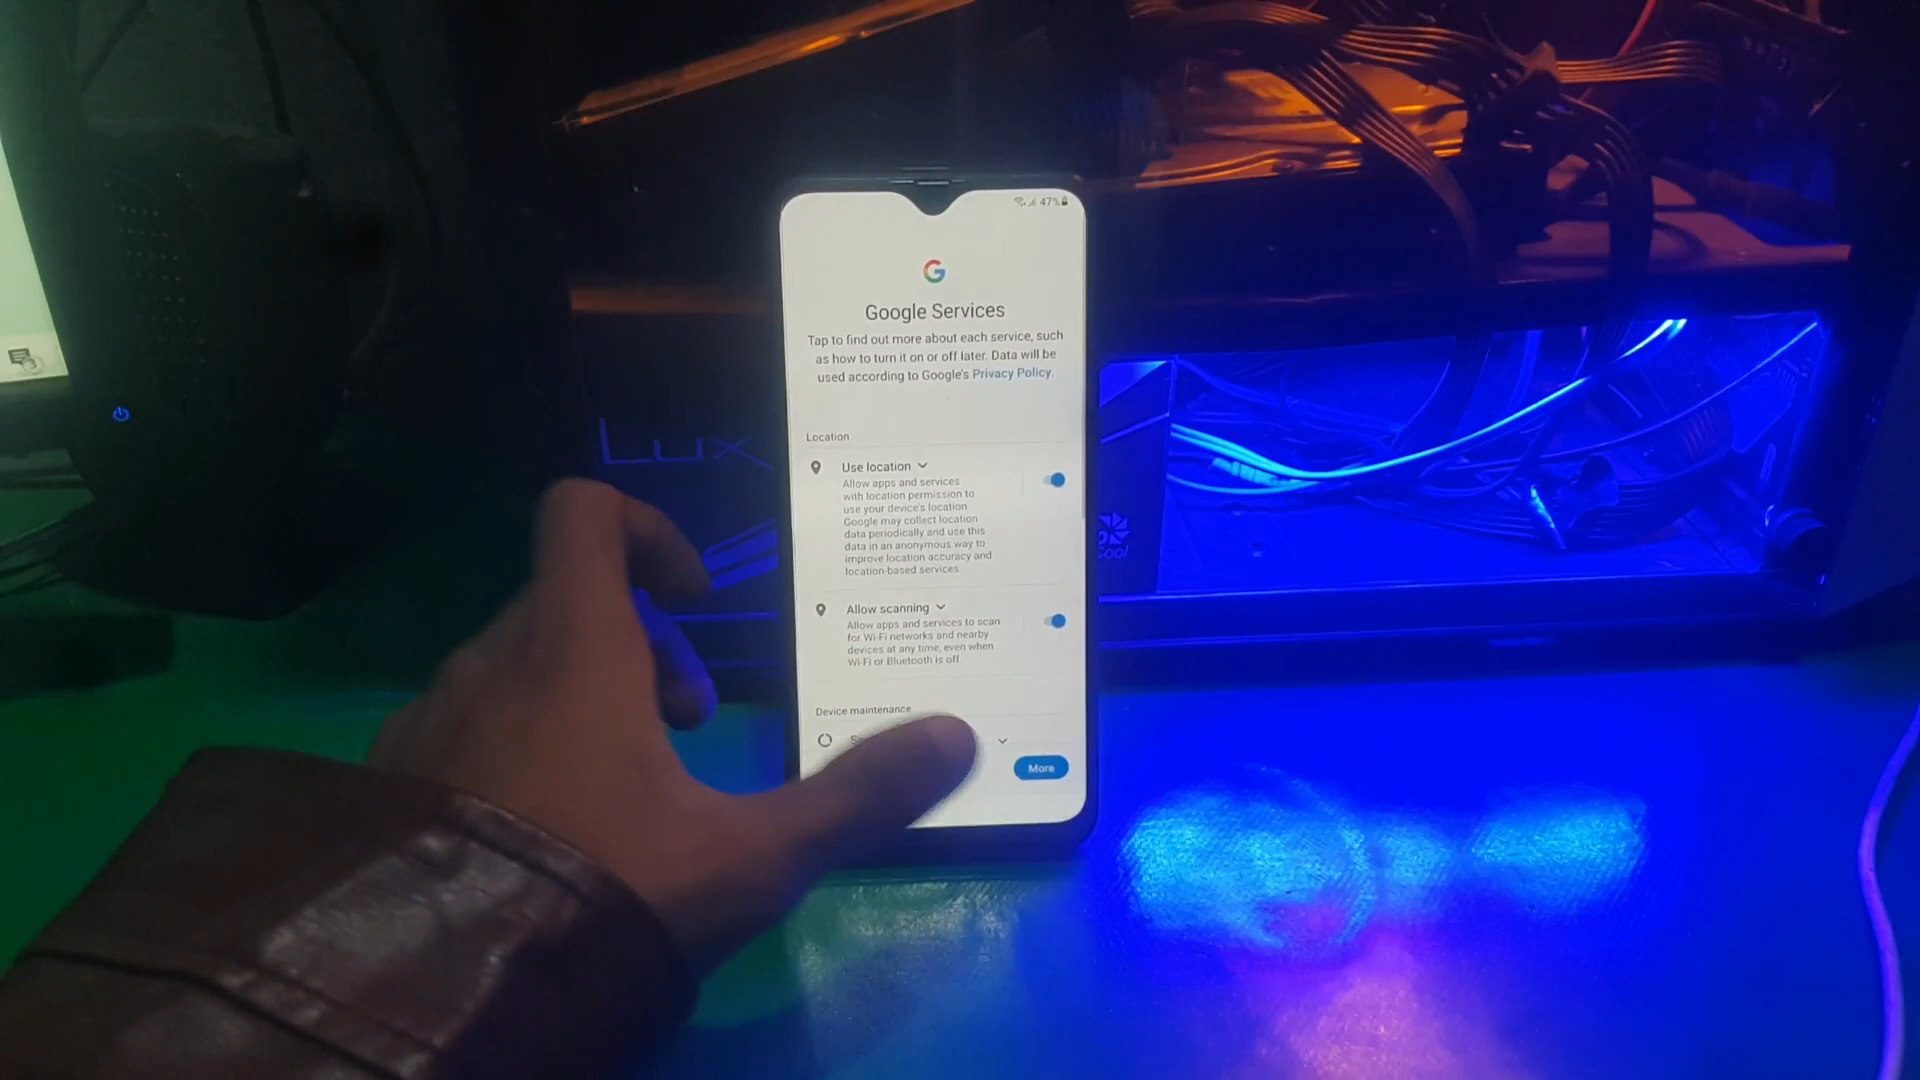 47%
Google Services
Tap to find out more about each service, such
as how to turn it on or off later. Data will be
used according to Google's Privacy Policy.
Location
Use location
Allow apps and services
with location permission to
use your device's location
Google may collect location
data periodically and use this
data in an anonymous way to
improve location accuracy and
location-based services
Allow scanning
Allow apps and services to scan
for Wi-Fi networks and nearby
devices at any time, even when
Wi-Fi or Bluetooth is off
Device maintenance
More
Lux